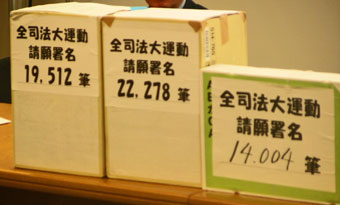 全司法大運動
請願署名
19,512 筆
全司法大運動
請願署名
22,278 筆
全司法大運動
請願署名
14,004 筆